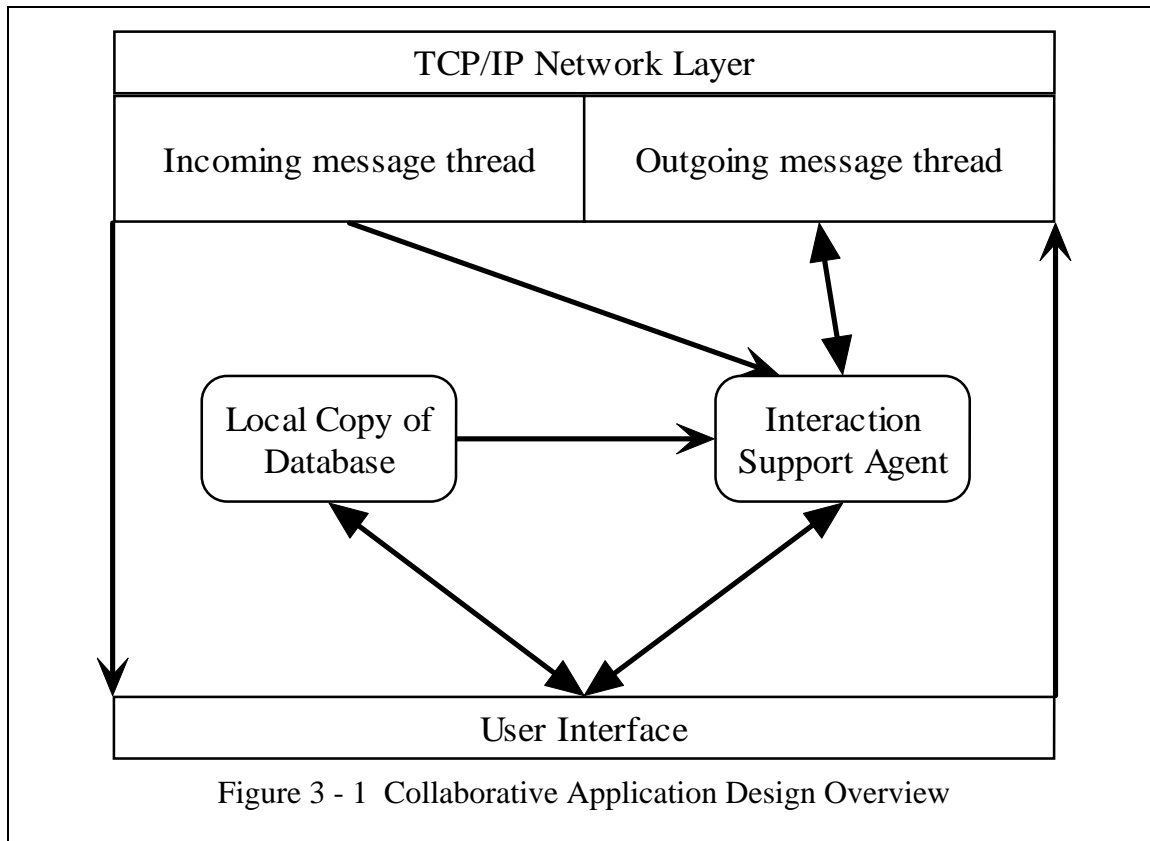 TCP/IP Network Layer
Incoming message thread
Outgoing message thread
Local Copy of
Database
Interaction
Support Agent
User Interface
Figure 3 - 1  Collaborative Application Design Overview